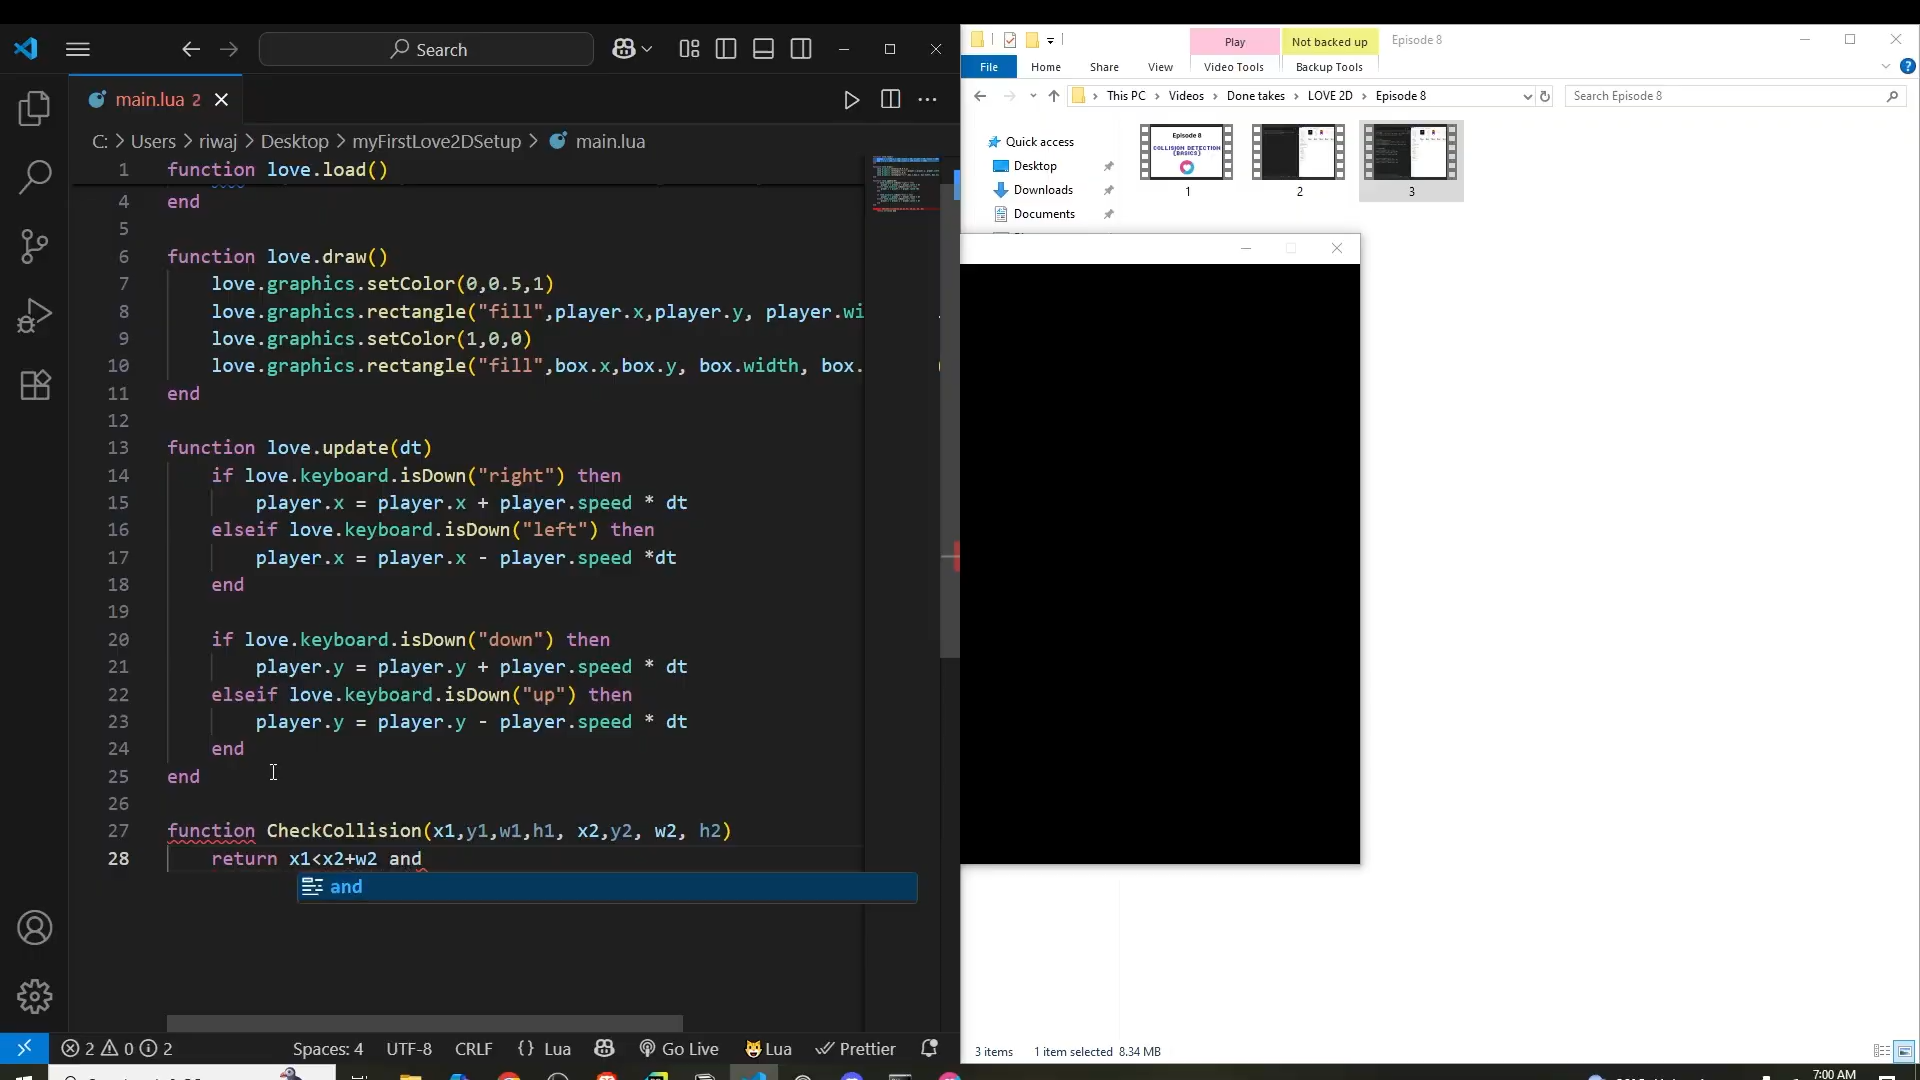 Search
main.lua 2
C: > Users > riwaj > Desktop > myFirstLove2DSetup > main.lua
1 function love.load()
4 end
5
6 function love.draw()
7 love.graphics.setColor(0,0.5,1)
8 love.graphics.rectangle("fill",player.x,player.y, player.wi
9 love.graphics.setColor(1,0,0)
10 love.graphics.rectangle("fill",box.x,box.y, box.width, box.
11 end
12
13 function love.update(dt)
14 if love.keyboard.isDown("right") then
15 player.x = player.x + player.speed * dt
16 elseif love.keyboard.isDown("left") then
17 player.x = player.x - player.speed *dt
18 end
19
20 if love.keyboard.isDown("down") then
21 player.y = player.y + player.speed * dt
22 elseif love.keyboard.isDown("up") then
23 player.y = player.y - player.speed * dt
24 end
25 end
26
27 function CheckCollision(x1,y1,w1,h1, x2,y2, w2, h2)
28 return x1<x2+w2 and
and
2 0 2 Spaces: 4 UTF-8 CRLF {} Lua Go Live Lua Prettier
Play Not backed up Episode 8
File Home Share View Video Tools Backup Tools
This PC > Videos > Done takes > LOVE 2D > Episode 8
Search Episode 8
Quick access
Desktop
Downloads
Documents
Episode 8
COLLISION DETECTION
(BASICS)
1 2 3
3 items 1 item selected 8.34 MB
7:00 AM